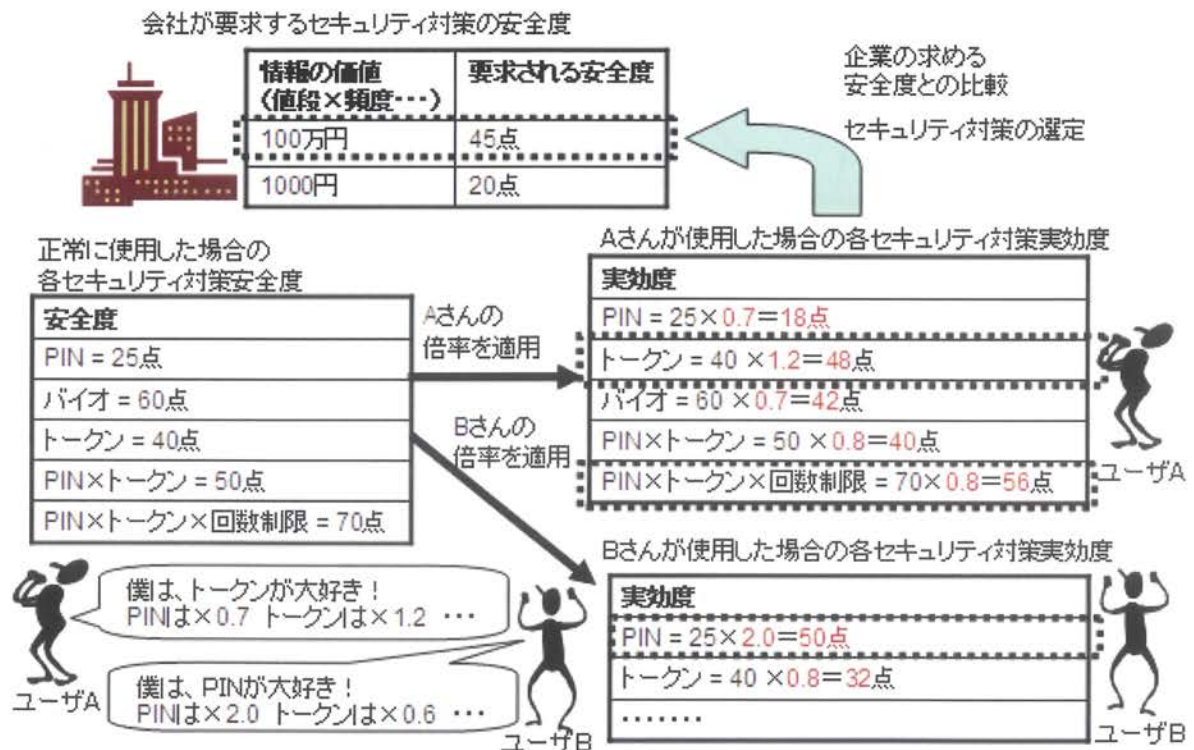 会社が要求するセキュリティ対策の安全度
情報の価値
(値段×頻度･･･)
要求される安全度
100万円
45点
1000円
20点
企業の求める
安全度との比較
セキュリティ対策の選定
正常に使用した場合の
各セキュリティ対策安全度
安全度
PIN = 25点
バイオ = 60点
トークン = 40点
PIN×トークン = 50点
PIN×トークン×回数制限 = 70点
Aさんの
倍率を適用
Bさんの
倍率を適用
Aさんが使用した場合の各セキュリティ対策実効度
実効度
PIN = 25×0.7=18点
トークン = 40 ×1.2=48点
バイオ = 60 ×0.7=42点
PIN×トークン = 50 ×0.8=40点
PIN×トークン×回数制限 = 70×0.8=56点
ユーザA
Bさんが使用した場合の各セキュリティ対策実効度
実効度
PIN = 25×2.0=50点
トークン = 40 ×0.8=32点
･･･････
ユーザB
僕は、トークンが大好き!
PINは×0.7 トークンは×1.2 ･･･
ユーザA
僕は、PINが大好き!
PINは×2.0 トークンは×0.6 ･･･
ユーザB